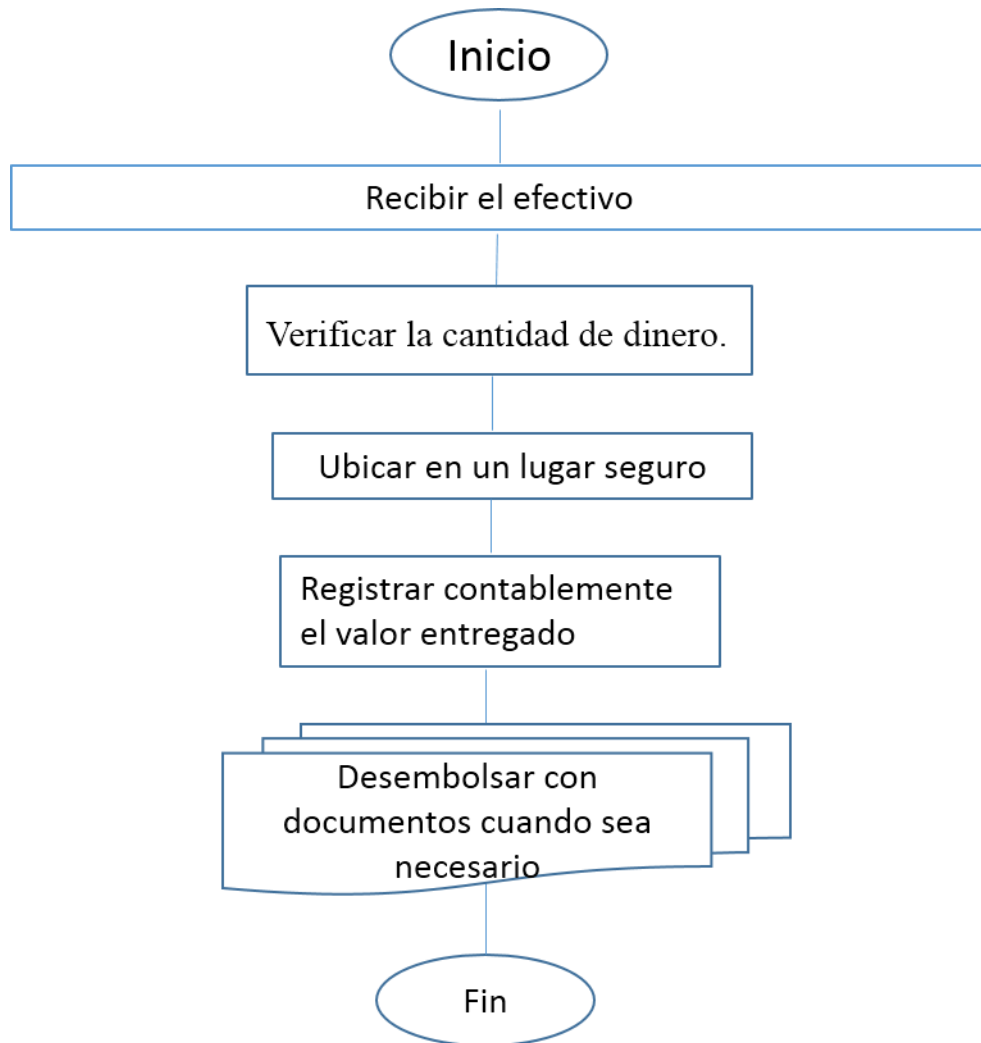 Inicio
Recibir el efectivo
Verificar la cantidad de dinero.
Ubicar en un lugar seguro
Registrar contablemente
el valor entregado
Desembolsar con
documentos cuando sea
necesario
Fin